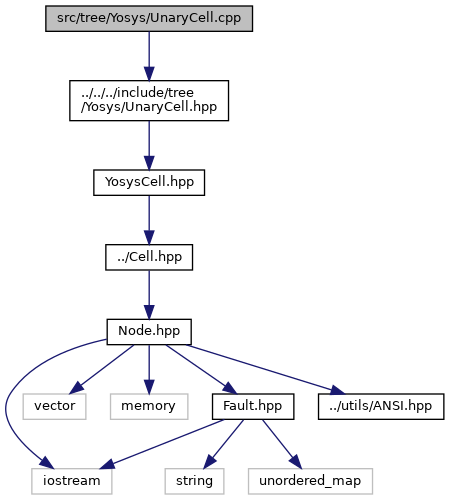 src/tree/Yosys/UnaryCell.cpp
../../../include/tree
/Yosys/UnaryCell.hpp
YosysCell.hpp
../Cell.hpp
Node.hpp
vector
memory
Fault.hpp
../utils/ANSI.hpp
iostream
string
unordered_map